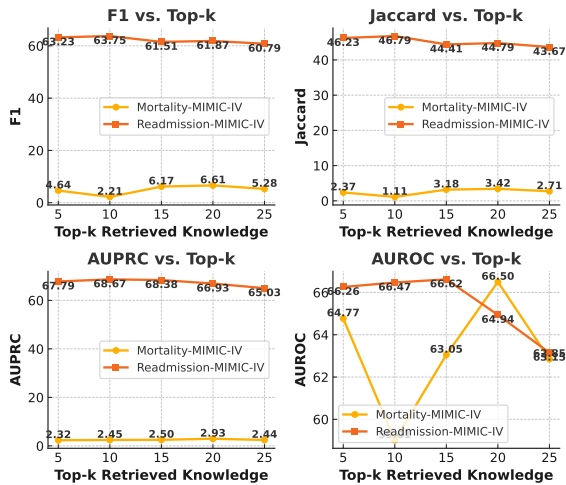 F1 vs. Top-k
F1
60
40
20
0
63.23
63.75
61.51
61.87
60.79
Mortality-MIMIC-IV
Readmission-MIMIC-IV
4.64
2.21
6.17
6.61
5.28
5 10 15 20 25
Top-k Retrieved Knowledge
Jaccard vs. Top-k
Jaccard
40
20
0
46.23
46.79
44.41
44.79
43.67
Mortality-MIMIC-IV
Readmission-MIMIC-IV
2.37
1.11
3.18
3.42
2.71
5 10 15 20 25
Top-k Retrieved Knowledge
AUPRC vs. Top-k
AUPRC
60
40
20
0
67.79
68.67
68.38
66.93
65.03
Mortality-MIMIC-IV
Readmission-MIMIC-IV
2.32
2.45
2.50
2.93
2.44
5 10 15 20 25
Top-k Retrieved Knowledge
AUROC vs. Top-k
AUROC
66
64
62
60
66.26
66.47
66.62
64.94
64.77
63.05
66.50
Mortality-MIMIC-IV
Readmission-MIMIC-IV
5 10 15 20 25
Top-k Retrieved Knowledge